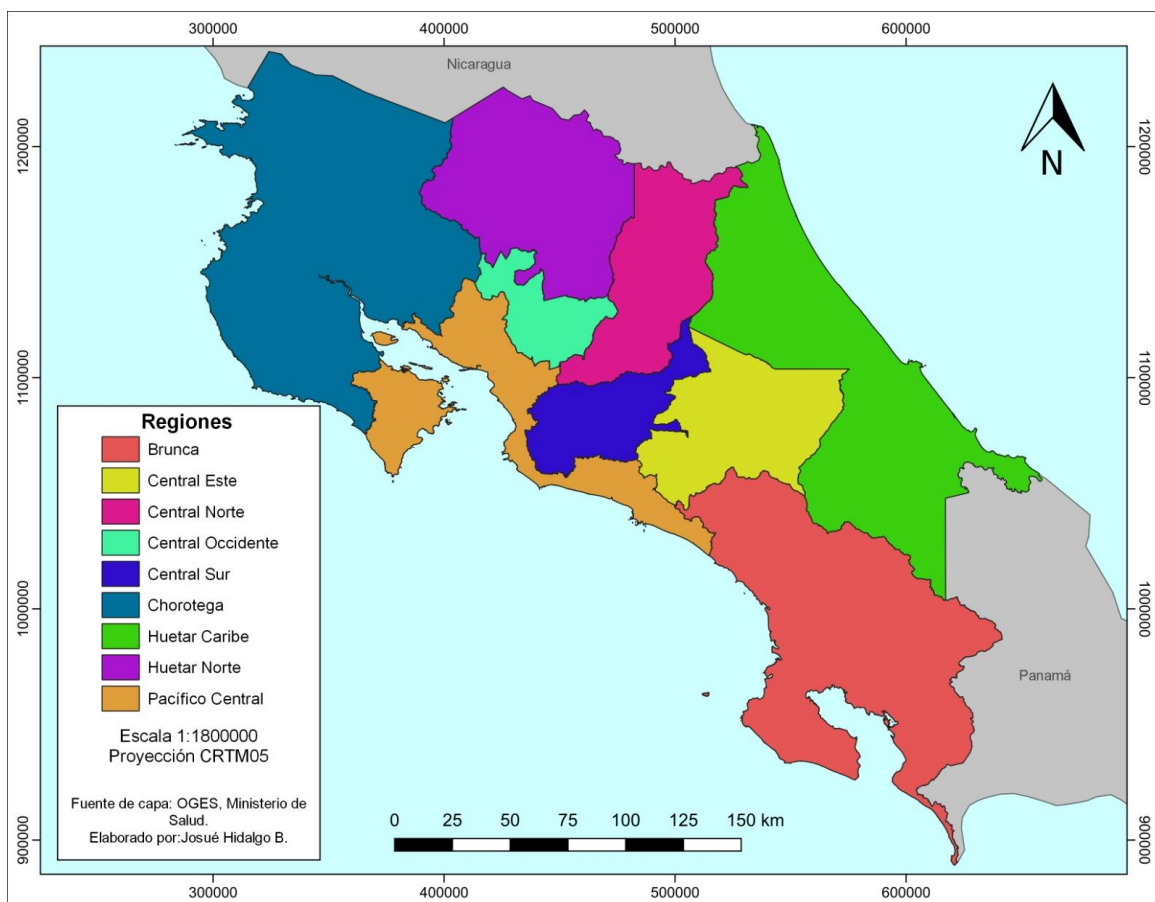 300000 400000 500000 600000
Nicaragua
N
1200000 1200000
1100000 1100000
Regiones
Brunca
Central Este
Central Norte
Central Occidente
Central Sur
Chorotega
Huetar Caribe
Huetar Norte
Pacífico Central
Escala 1:1800000
Proyección CRTM05
Fuente de capa: OGES, Ministerio de
Salud.
Elaborado por:Josué Hidalgo B.
1000000 1000000
Panamá
0 25 50 75 100 125 150 km
900000 900000
300000 400000 500000 600000